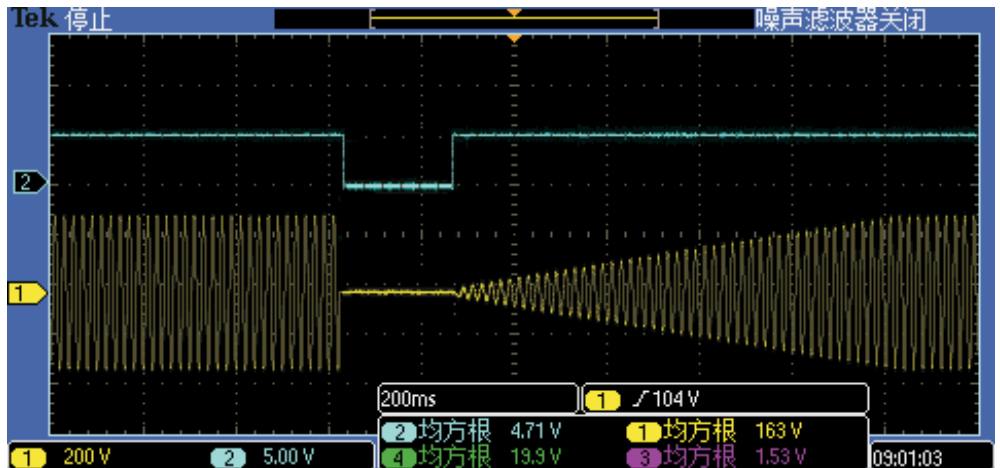 Tek 停止 噪声滤波器关闭
2
1
200ms 1 104 V
2 均方根 4.71 V 1 均方根 163 V
4 均方根 19.9 V 3 均方根 1.53 V
1 200 V 2 5.00 V 09:01:03